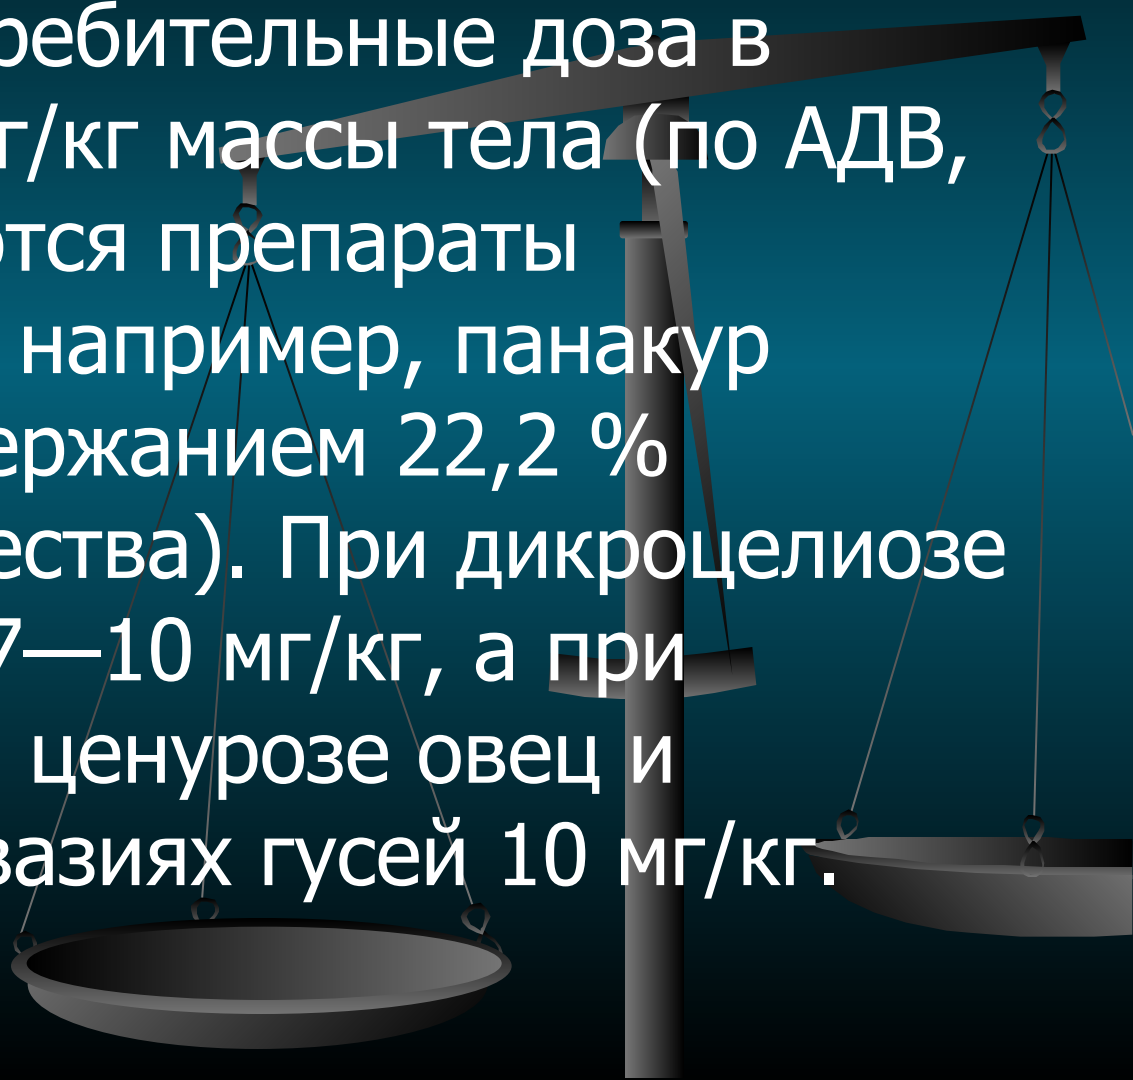 ребительные доза в
г/кг массы тела (по АДВ,
отся препараты
например, панакур
ержанием 22,2 %
ества). При дикроцелиозе
7—10 мг/кг, а при
ценурозе овец и
вазиях гусей 10 мг/кг.